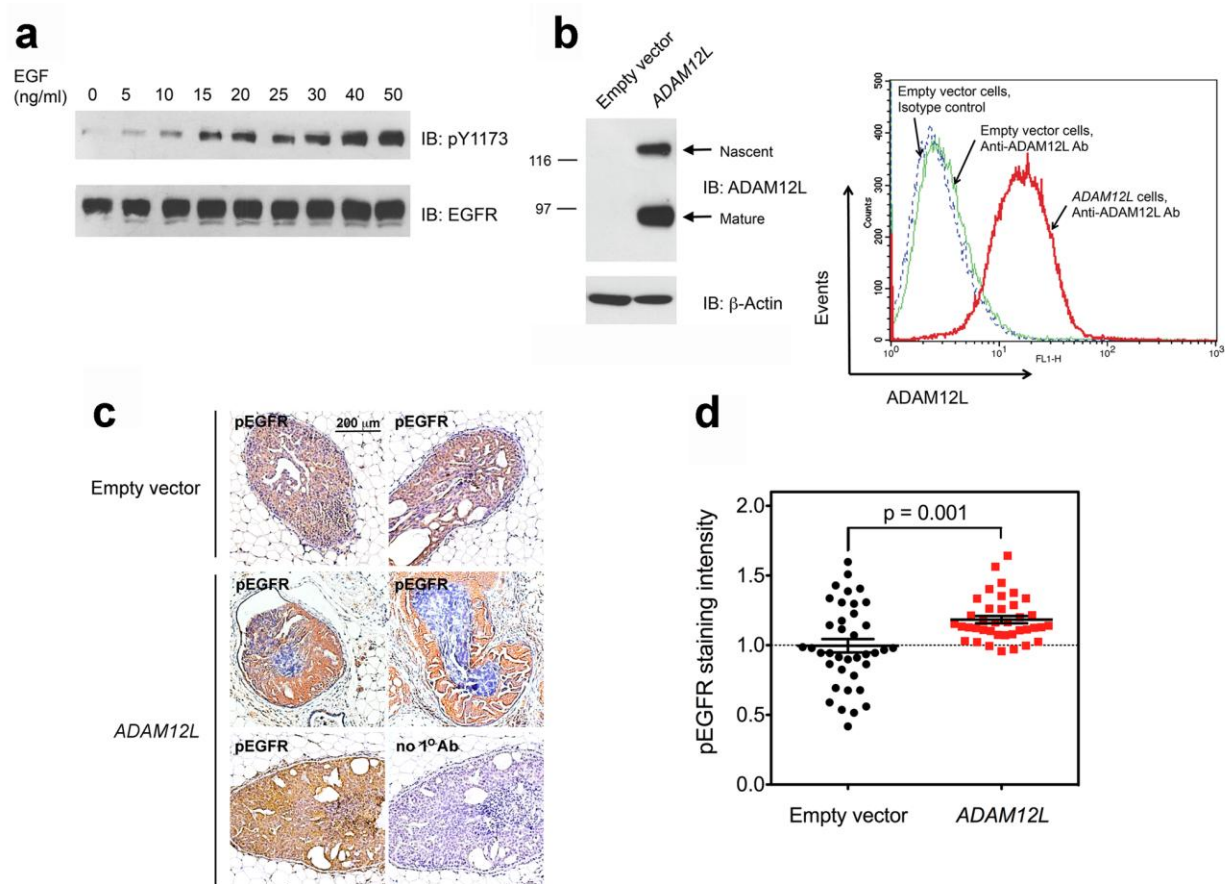 a
EGF
(ng/ml)
0 5 10 15 20 25 30 40 50
IB: pY1173
IB: EGFR
b
Empty vector
ADAM12L
116
97
Nascent
IB: ADAM12L
Mature
IB: β-Actin
Empty vector cells,
Isotype control
Empty vector cells,
Anti-ADAM12L Ab
ADAM12L cells,
Anti-ADAM12L Ab
Events
Counts
500
400
300
200
100
0
10⁰ 10¹ 10² 10³
FL1-H
ADAM12L
c
Empty vector
ADAM12L
pEGFR
200 µm
pEGFR
pEGFR
pEGFR
pEGFR
no 1ºAb
d
pEGFR staining intensity
2.0
1.5
1.0
0.5
0.0
p = 0.001
Empty vector
ADAM12L